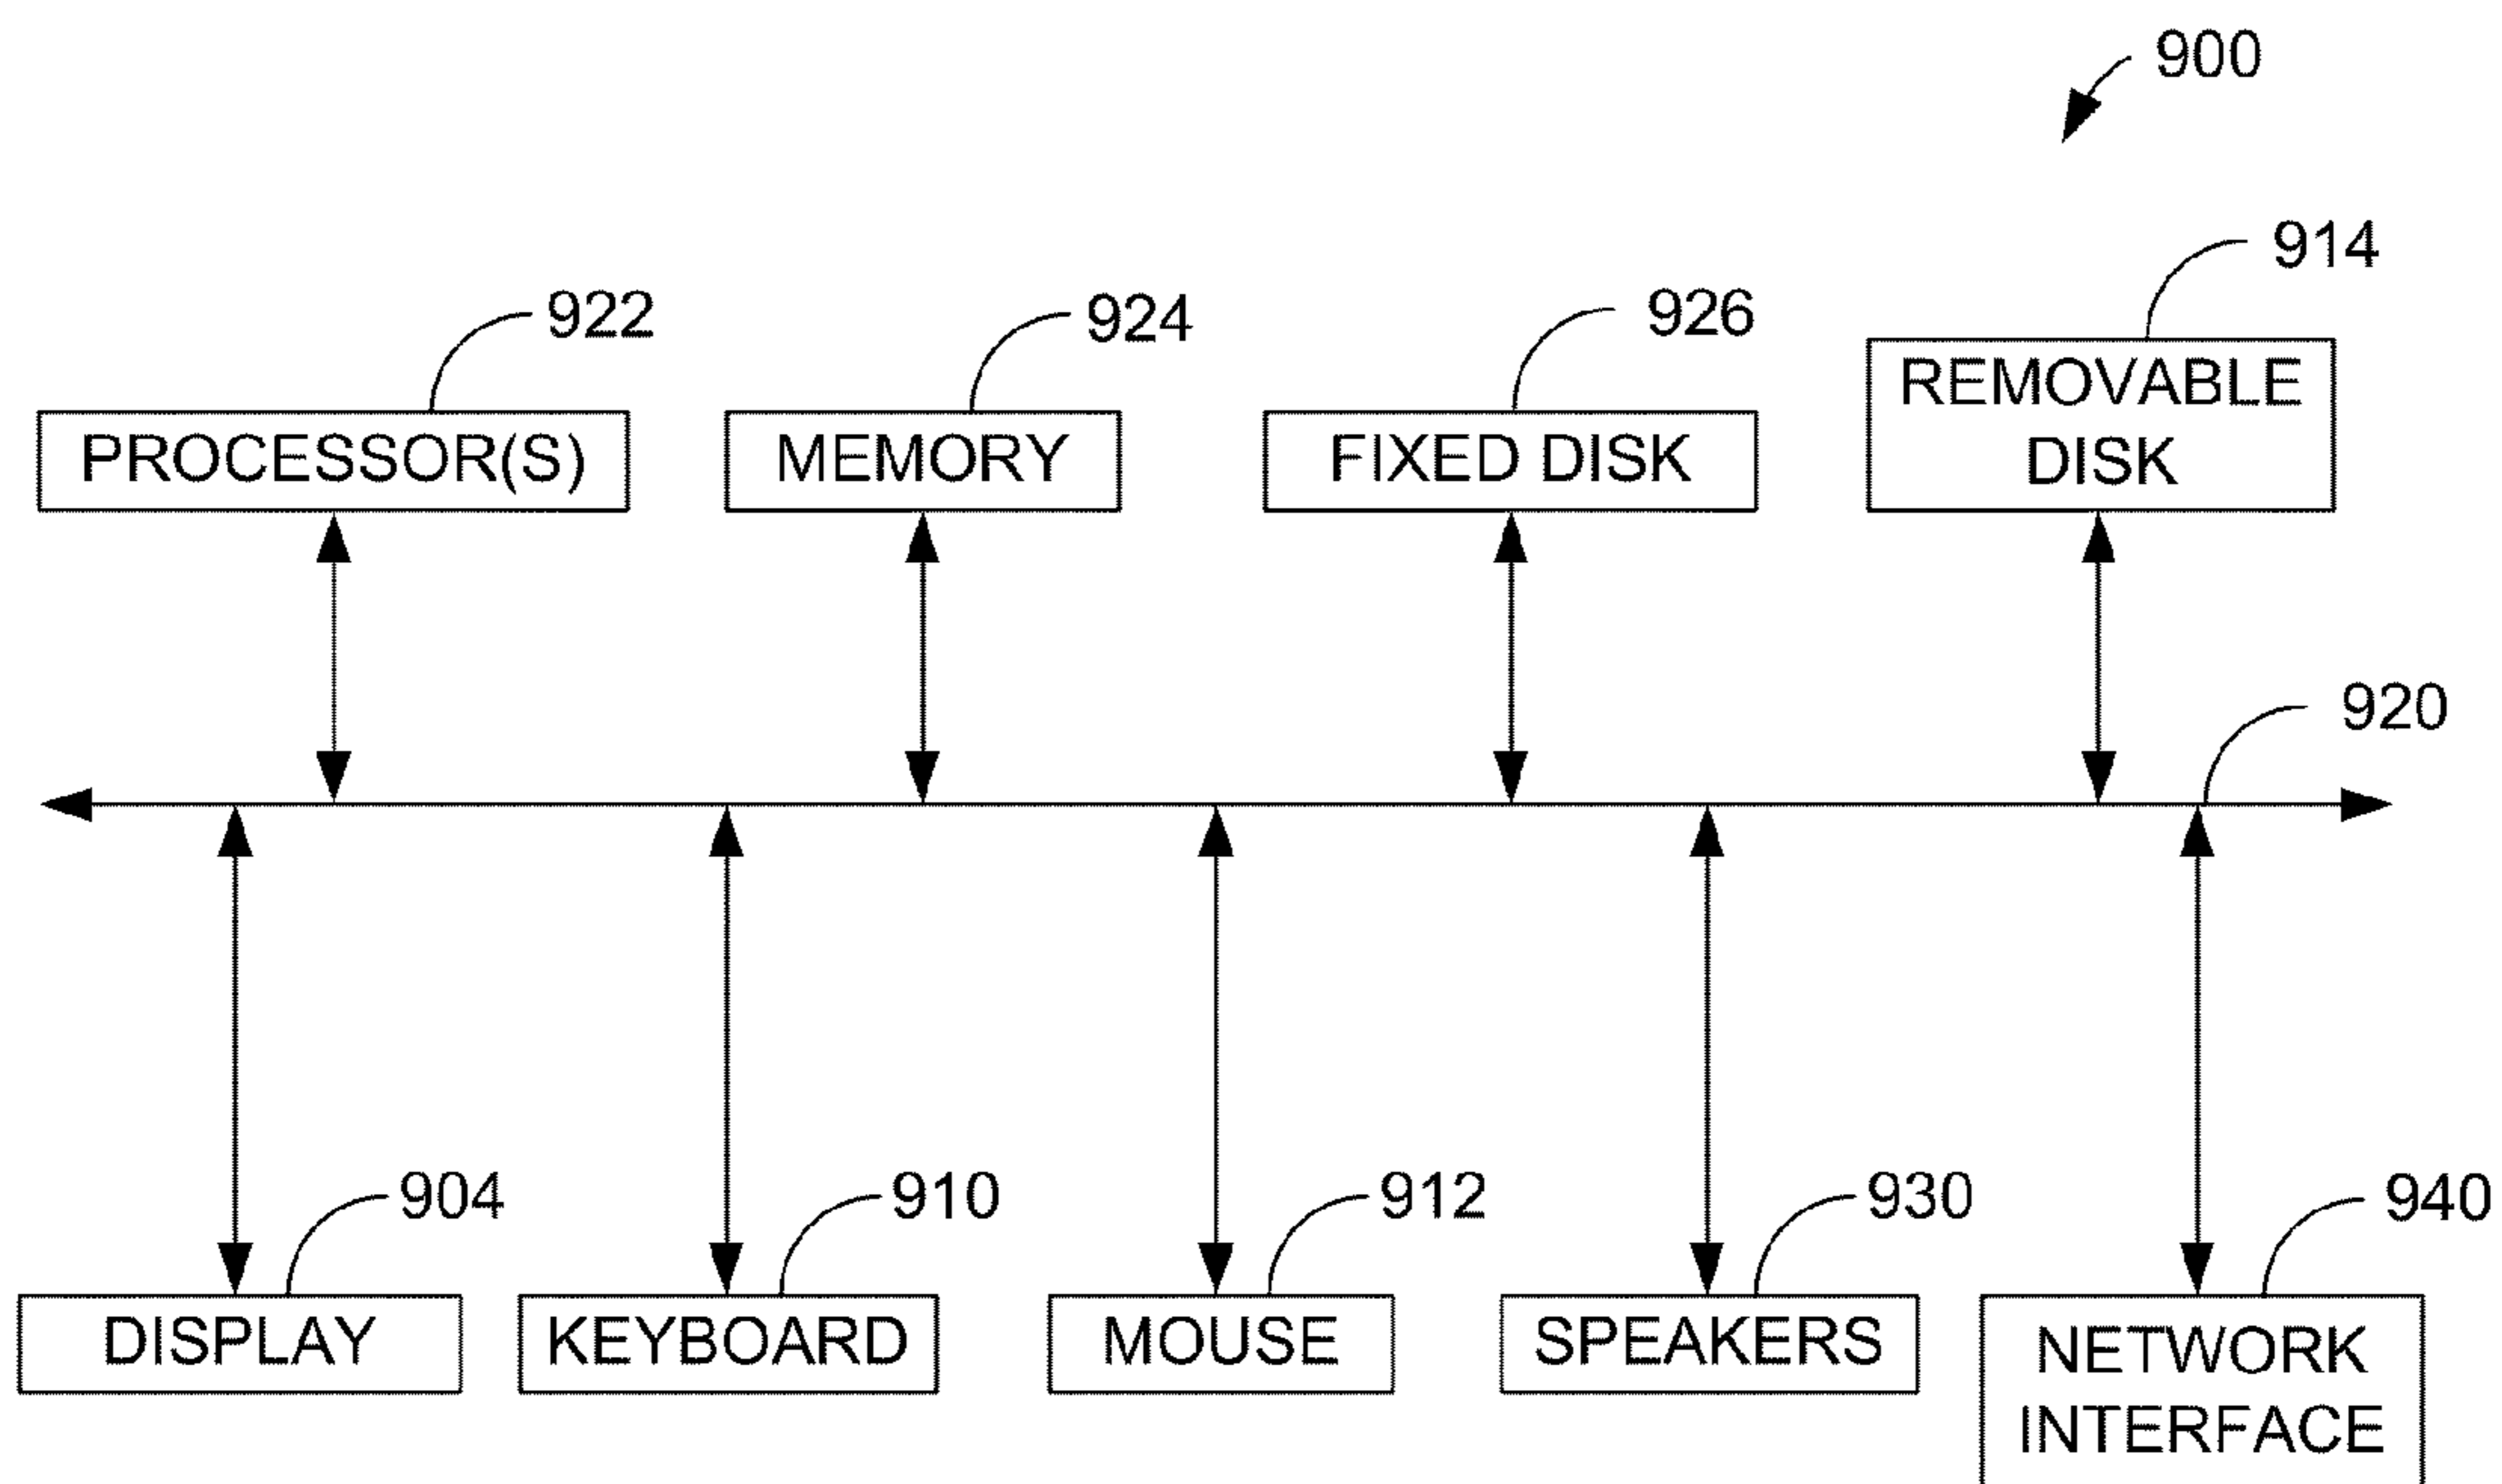 900
914
922
924
926
REMOVABLE
DISK
PROCESSOR(S)
MEMORY
FIXED DISK
920
904
910
912
930
940
DISPLAY
KEYBOARD
MOUSE
SPEAKERS
NETWORK
INTERFACE